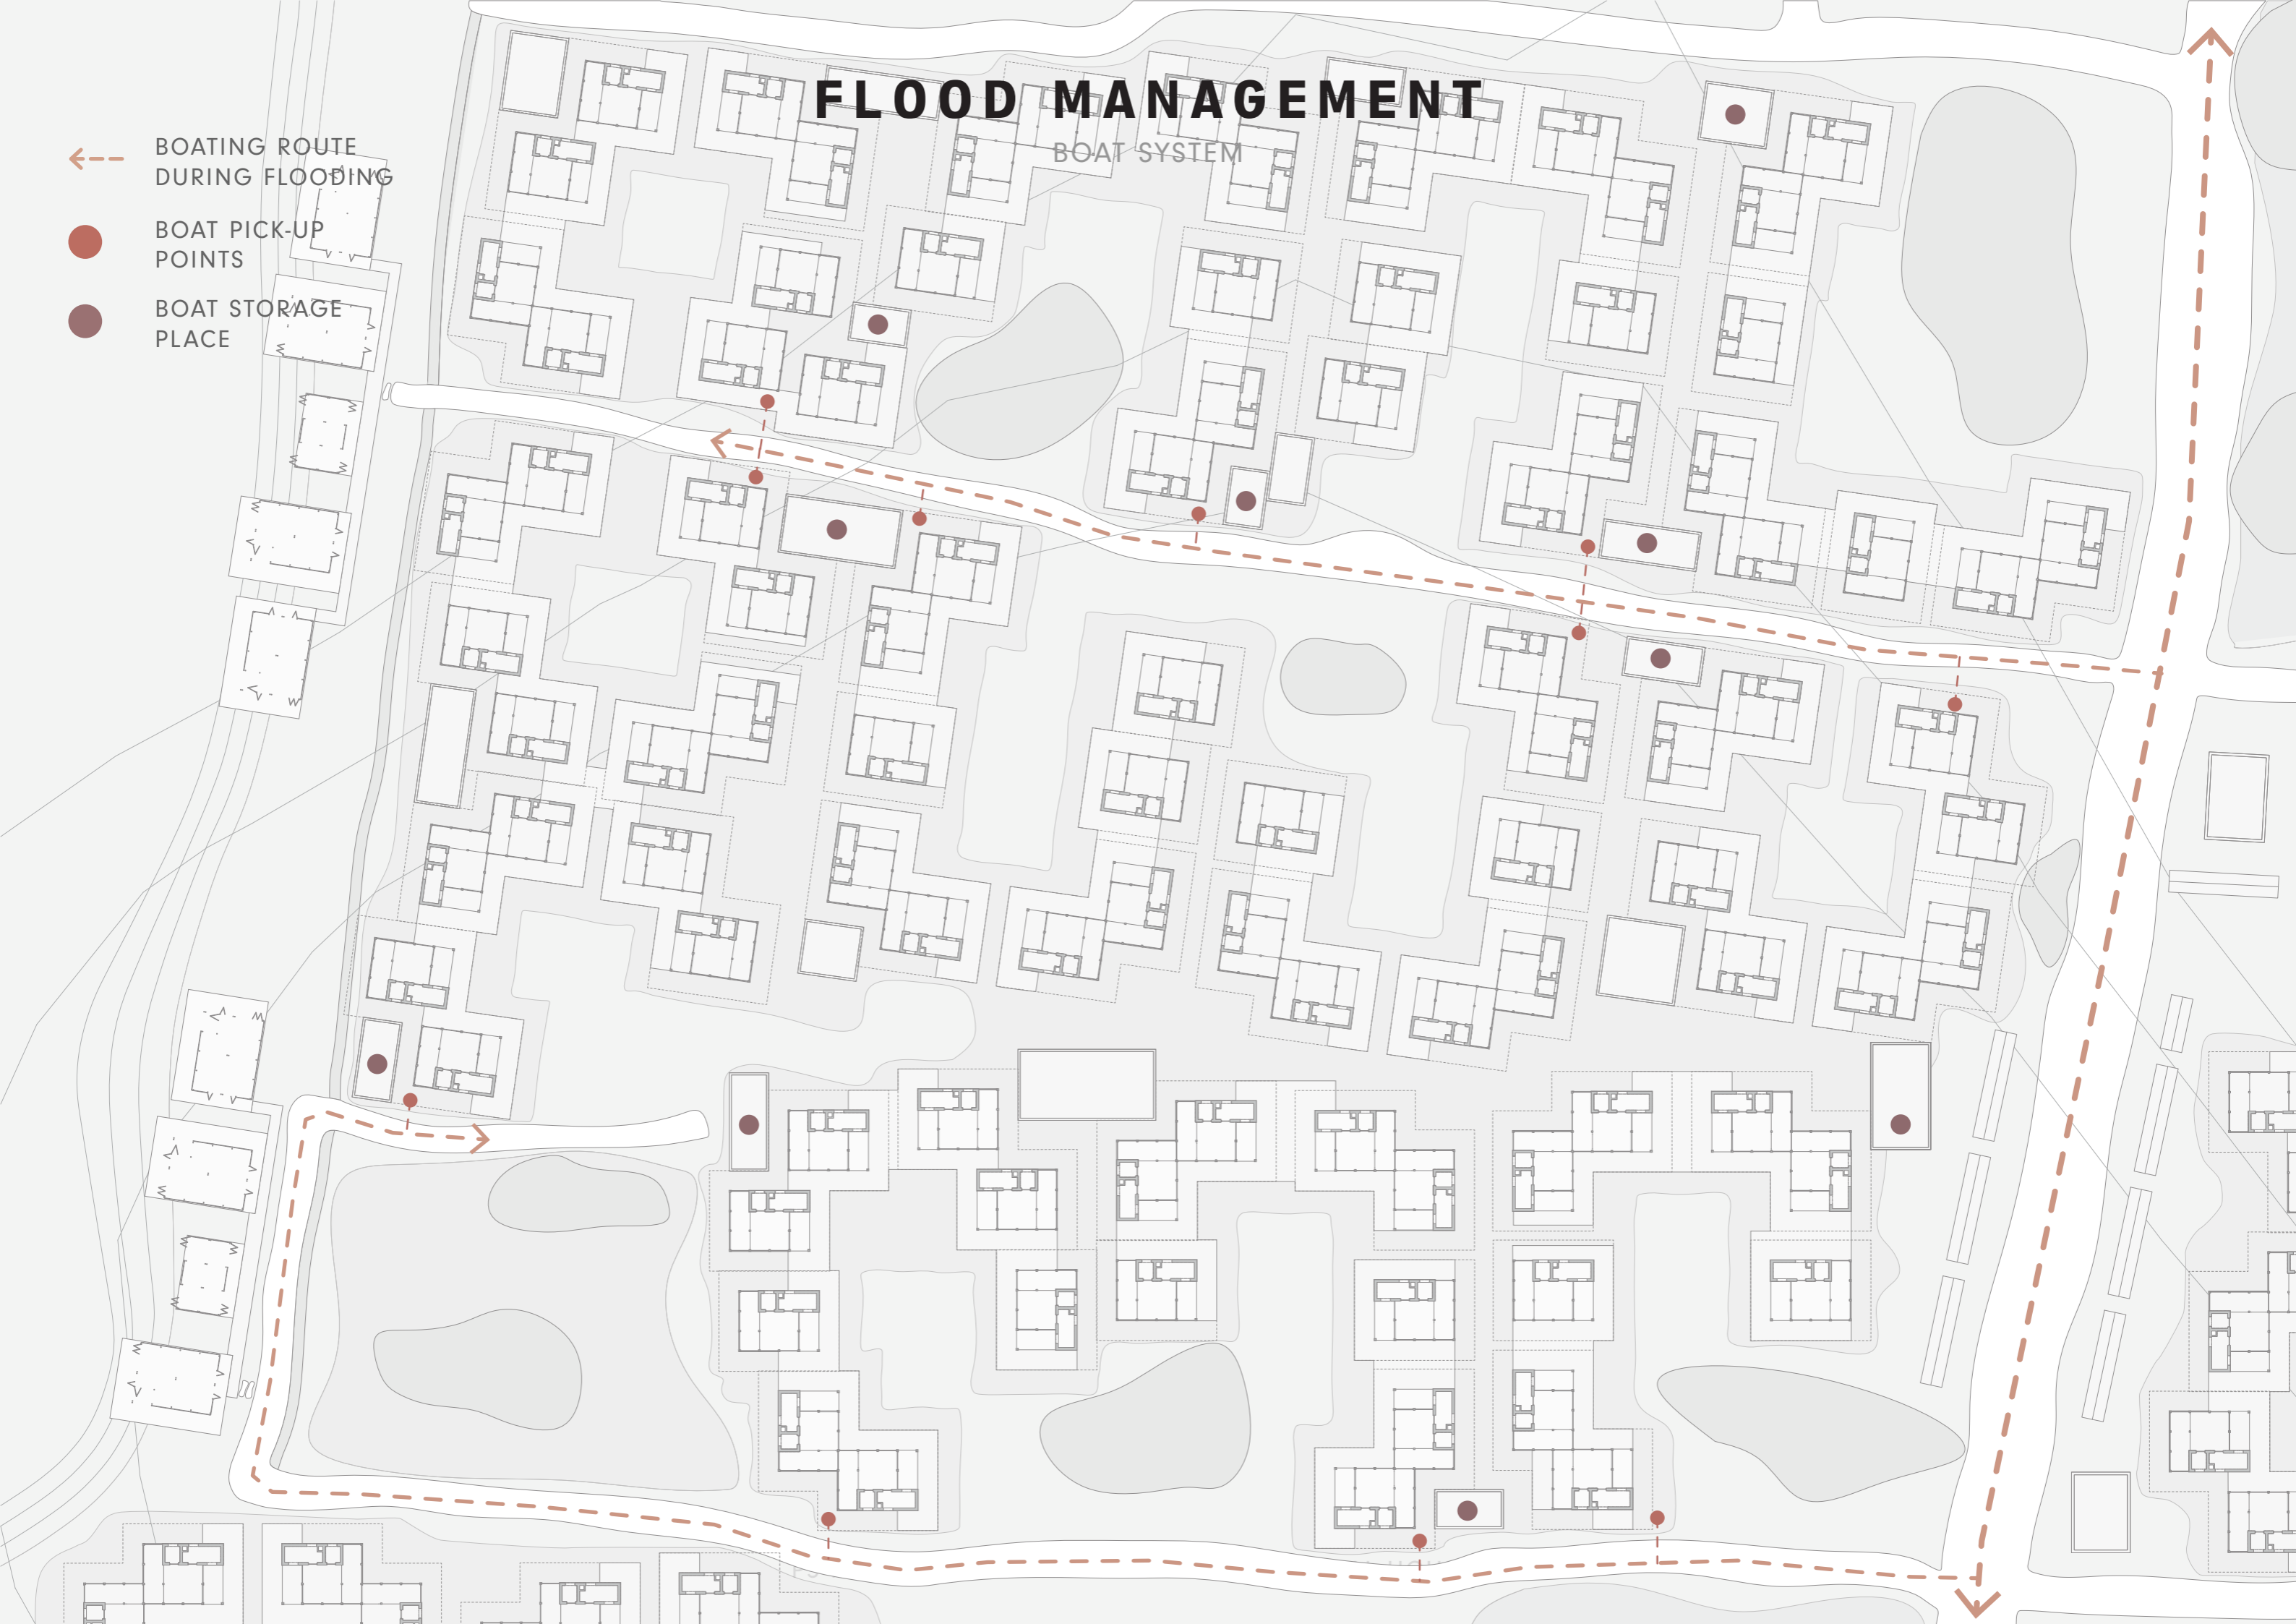 FLOOD MANAGEMENT
BOAT SYSTEM
BOATING ROUTE
DURING FLOODING
BOAT PICK-UP
POINTS
BOAT STORAGE
PLACE